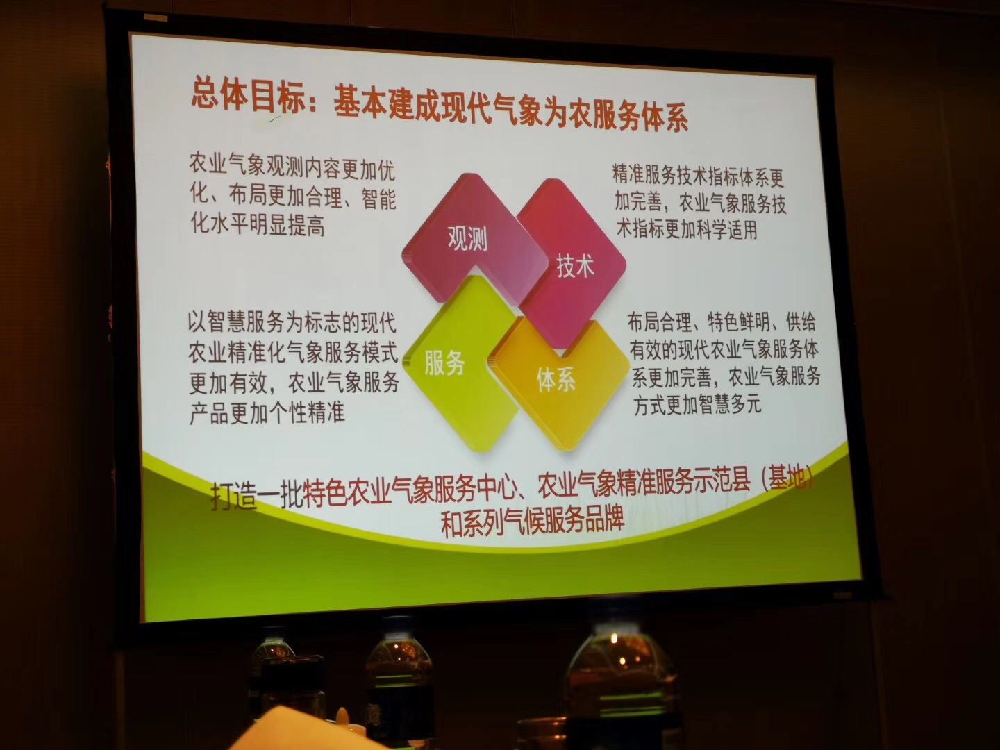 总体目标：基本建成现代气象为农服务体系
农业气象观测内容更加优
化、布局更加合理、智能
化水平明显提高
精准服务技术指标体系更
加完善，农业气象服务技
术指标更加科学适用
观测
技术
服务
体系
以智慧服务为标志的现代
农业精准化气象服务模式
更加有效，农业气象服务
产品更加个性精准
布局合理、特色鲜明、供给
有效的现代农业气象服务体
系更加完善，农业气象服务
方式更加智慧多元
打造一批特色农业气象服务中心、农业气象精准服务示范县（基地）
和系列气候服务品牌